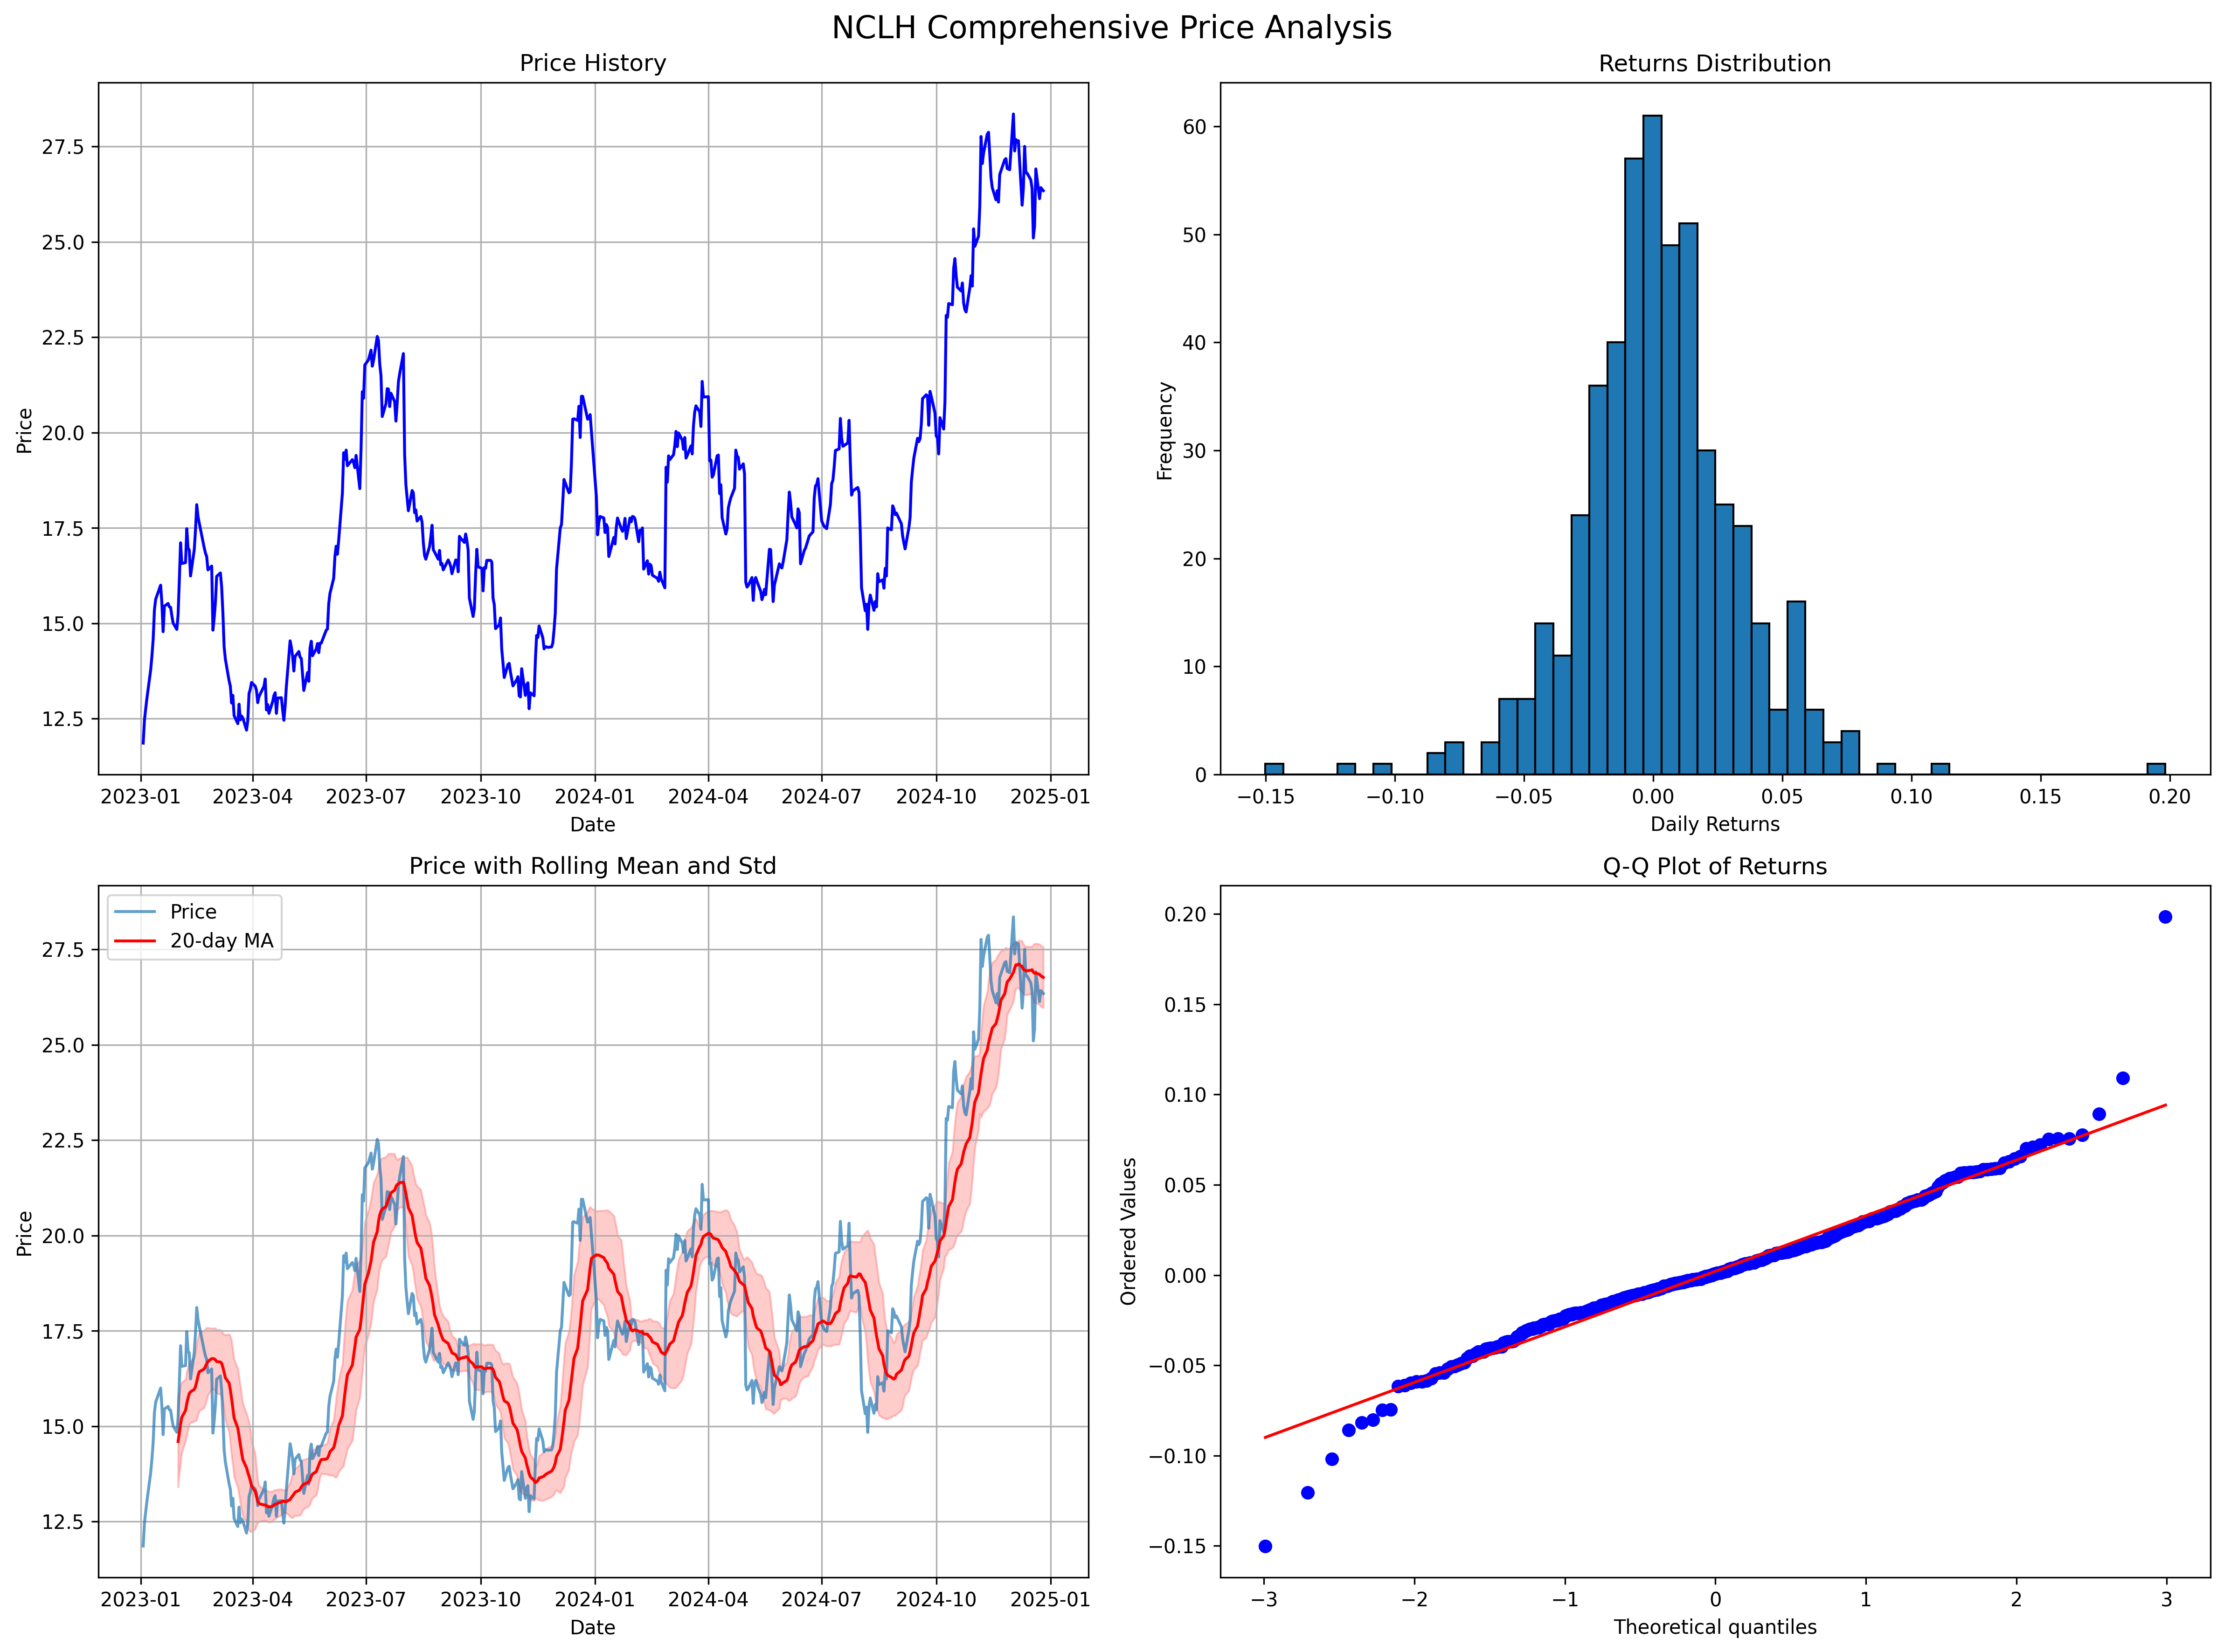 NCLH Comprehensive Price Analysis
Price History
Price
27.5
25.0
22.5
20.0
17.5
15.0
12.5
2023-01 2023-04 2023-07 2023-10 2024-01 2024-04 2024-07 2024-10 2025-01
Date
Returns Distribution
Frequency
60
50
40
30
20
10
0
−0.15 −0.10 −0.05 0.00 0.05 0.10 0.15 0.20
Daily Returns
Price with Rolling Mean and Std
Price
20-day MA
Price
27.5
25.0
22.5
20.0
17.5
15.0
12.5
2023-01 2023-04 2023-07 2023-10 2024-01 2024-04 2024-07 2024-10 2025-01
Date
Q-Q Plot of Returns
Ordered Values
0.20
0.15
0.10
0.05
0.00
−0.05
−0.10
−0.15
−3 −2 −1 0 1 2 3
Theoretical quantiles